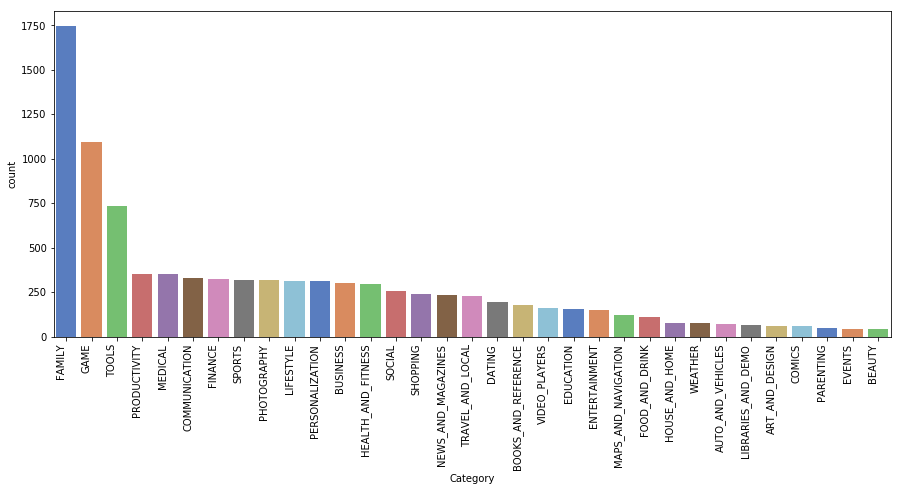 1750
1500
1250
1000
750
500
250
0
count
FAMILY
GAME
TOOLS
PRODUCTIVITY
MEDICAL
COMMUNICATION
FINANCE
SPORTS
PHOTOGRAPHY
LIFESTYLE
PERSONALIZATION
BUSINESS
HEALTH_AND_FITNESS
SOCIAL
SHOPPING
NEWS_AND_MAGAZINES
TRAVEL_AND_LOCAL
DATING
BOOKS_AND_REFERENCE
VIDEO_PLAYERS
EDUCATION
ENTERTAINMENT
MAPS_AND_NAVIGATION
FOOD_AND_DRINK
HOUSE_AND_HOME
WEATHER
AUTO_AND_VEHICLES
LIBRARIES_AND_DEMO
ART_AND_DESIGN
COMICS
PARENTING
EVENTS
BEAUTY
Category